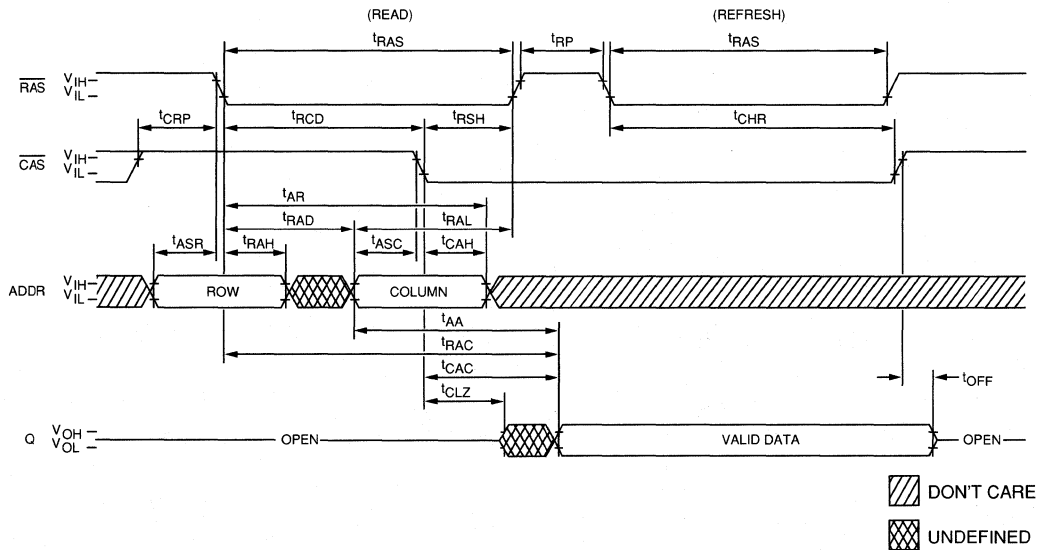 (READ) (REFRESH)
tRAS tRP tRAS
RAS VIH
VIL
tCRP tRCD tRSH tCHR
CAS VIH
VIL
tAR
tRAD tRAL
tASR tRAH tASC tCAH
ADDR VIH
VIL
ROW COLUMN
tAA
tRAC
tCAC
tCLZ tOFF
Q VOH
VOL
OPEN VALID DATA OPEN
DON'T CARE
UNDEFINED